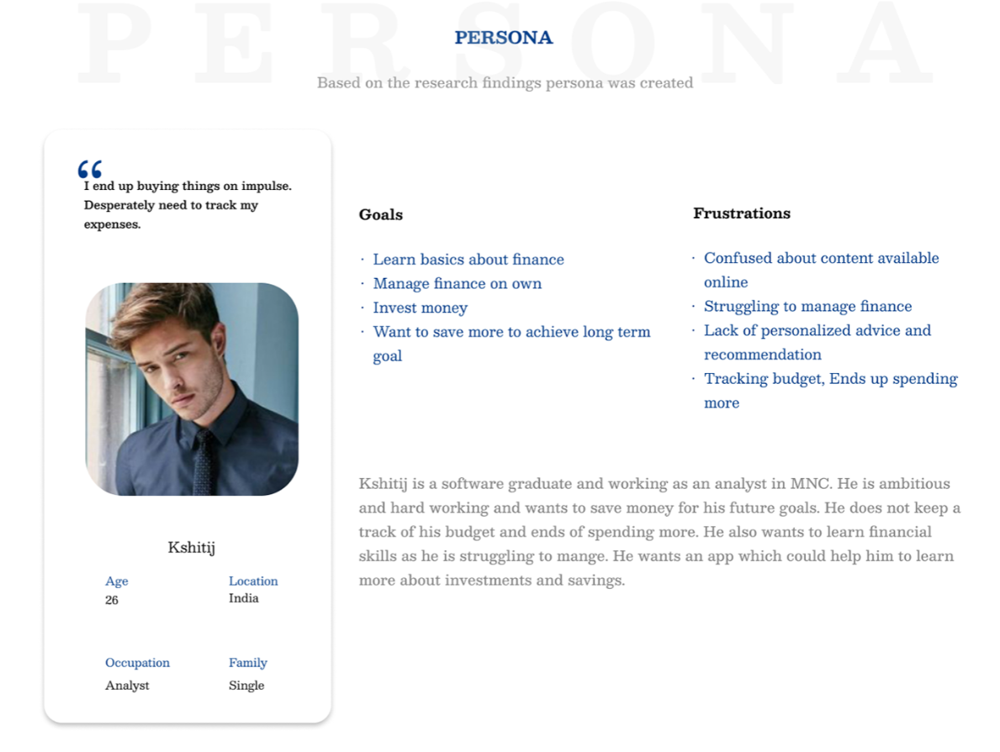 PERSONA
PERSONA
Based on the research findings persona was created
I end up buying things on impulse.
Desperately need to track my
expenses.
Kshitij
Age
26
Location
India
Occupation
Analyst
Family
Single
Goals
· Learn basics about finance
· Manage finance on own
· Invest money
· Want to save more to achieve long term
goal
Frustrations
· Confused about content available
online
· Struggling to manage finance
· Lack of personalized advice and
recommendation
· Tracking budget, Ends up spending
more
Kshitij is a software graduate and working as an analyst in MNC. He is ambitious
and hard working and wants to save money for his future goals. He does not keep a
track of his budget and ends of spending more. He also wants to learn financial
skills as he is struggling to mange. He wants an app which could help him to learn
more about investments and savings.